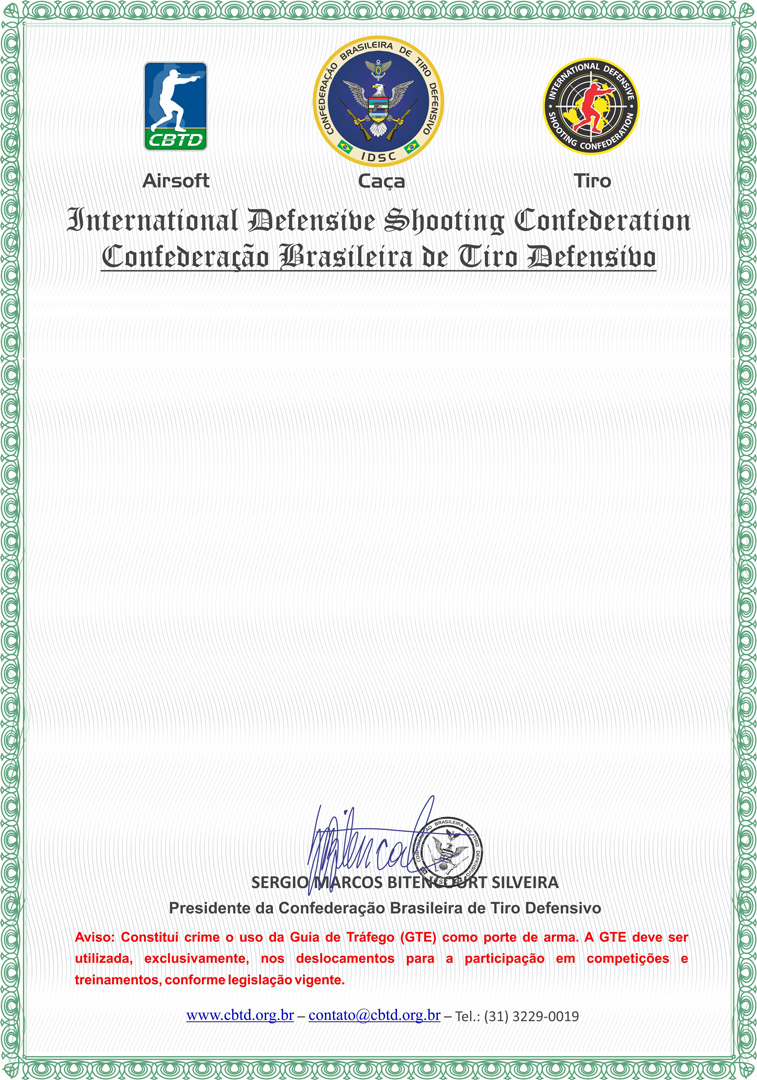 CONFEDERAÇÃO BRASILEIRA DE TIRO DEFENSIVO
IDSC
CBTD
INTERNATIONAL DEFENSIVE
SHOOTING CONFEDERATION
Airsoft Caça Tiro
International Defensive Shooting Confederation
Confederação Brasileira de Tiro Defensivo
SERGIO MARCOS BITENCOURT SILVEIRA
Presidente da Confederação Brasileira de Tiro Defensivo
Aviso: Constitui crime o uso da Guia de Tráfego (GTE) como porte de arma. A GTE deve ser
utilizada, exclusivamente, nos deslocamentos para a participação em competições e
treinamentos, conforme legislação vigente.
www.cbtd.org.br – contato@cbtd.org.br – Tel.: (31) 3229-0019